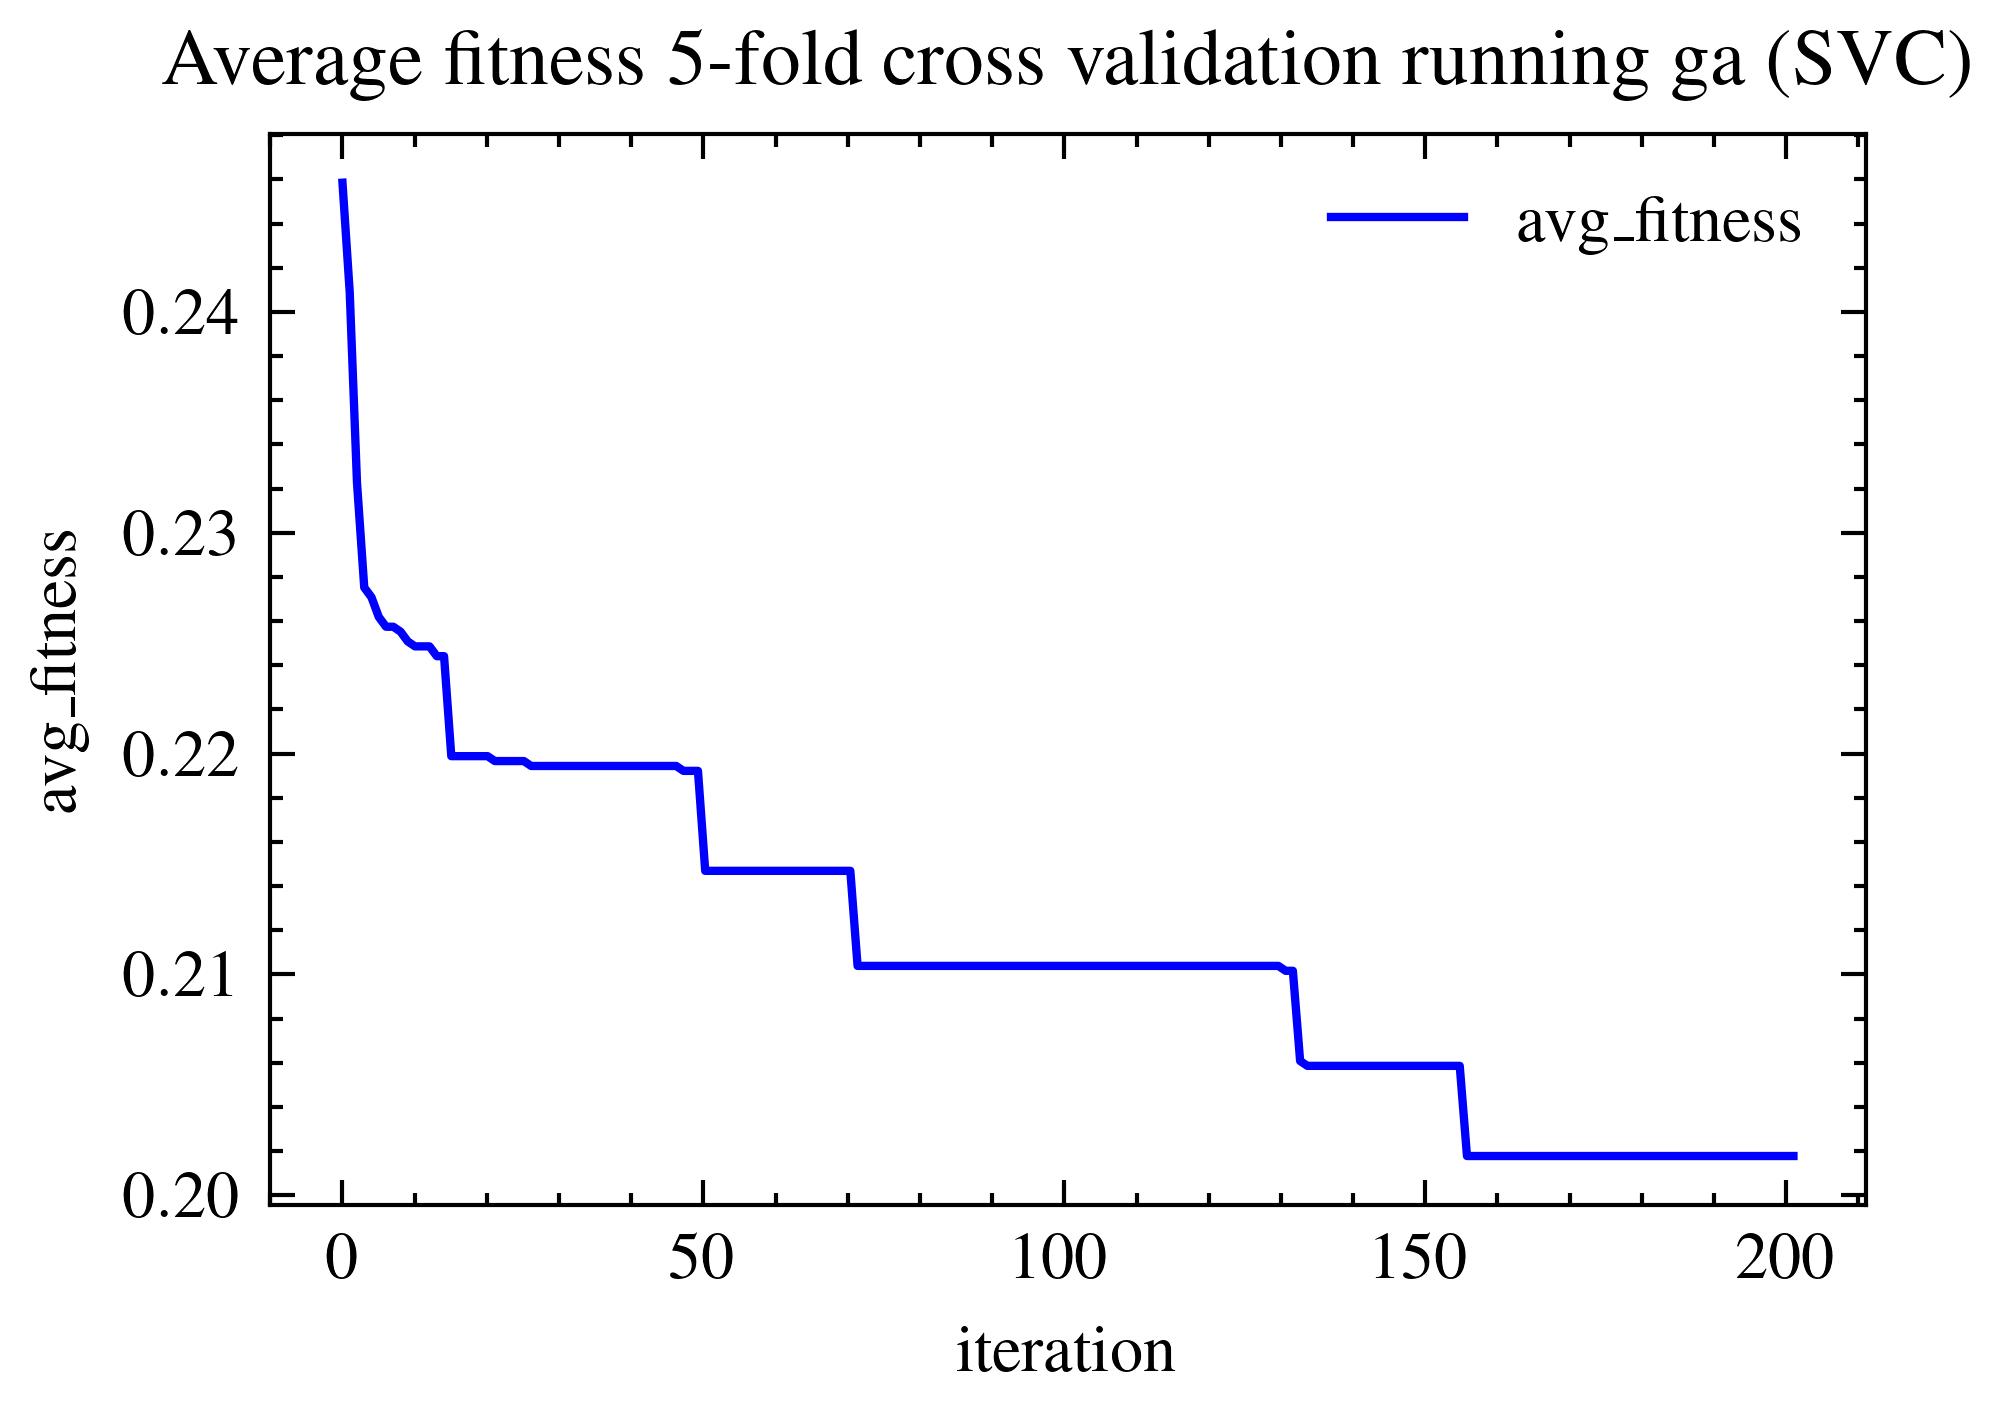 Average fitness 5-fold cross validation running ga (SVC)
avg_fitness
0.24
0.23
0.22
0.21
0.20
avg_fitness
0 50 100 150 200
iteration